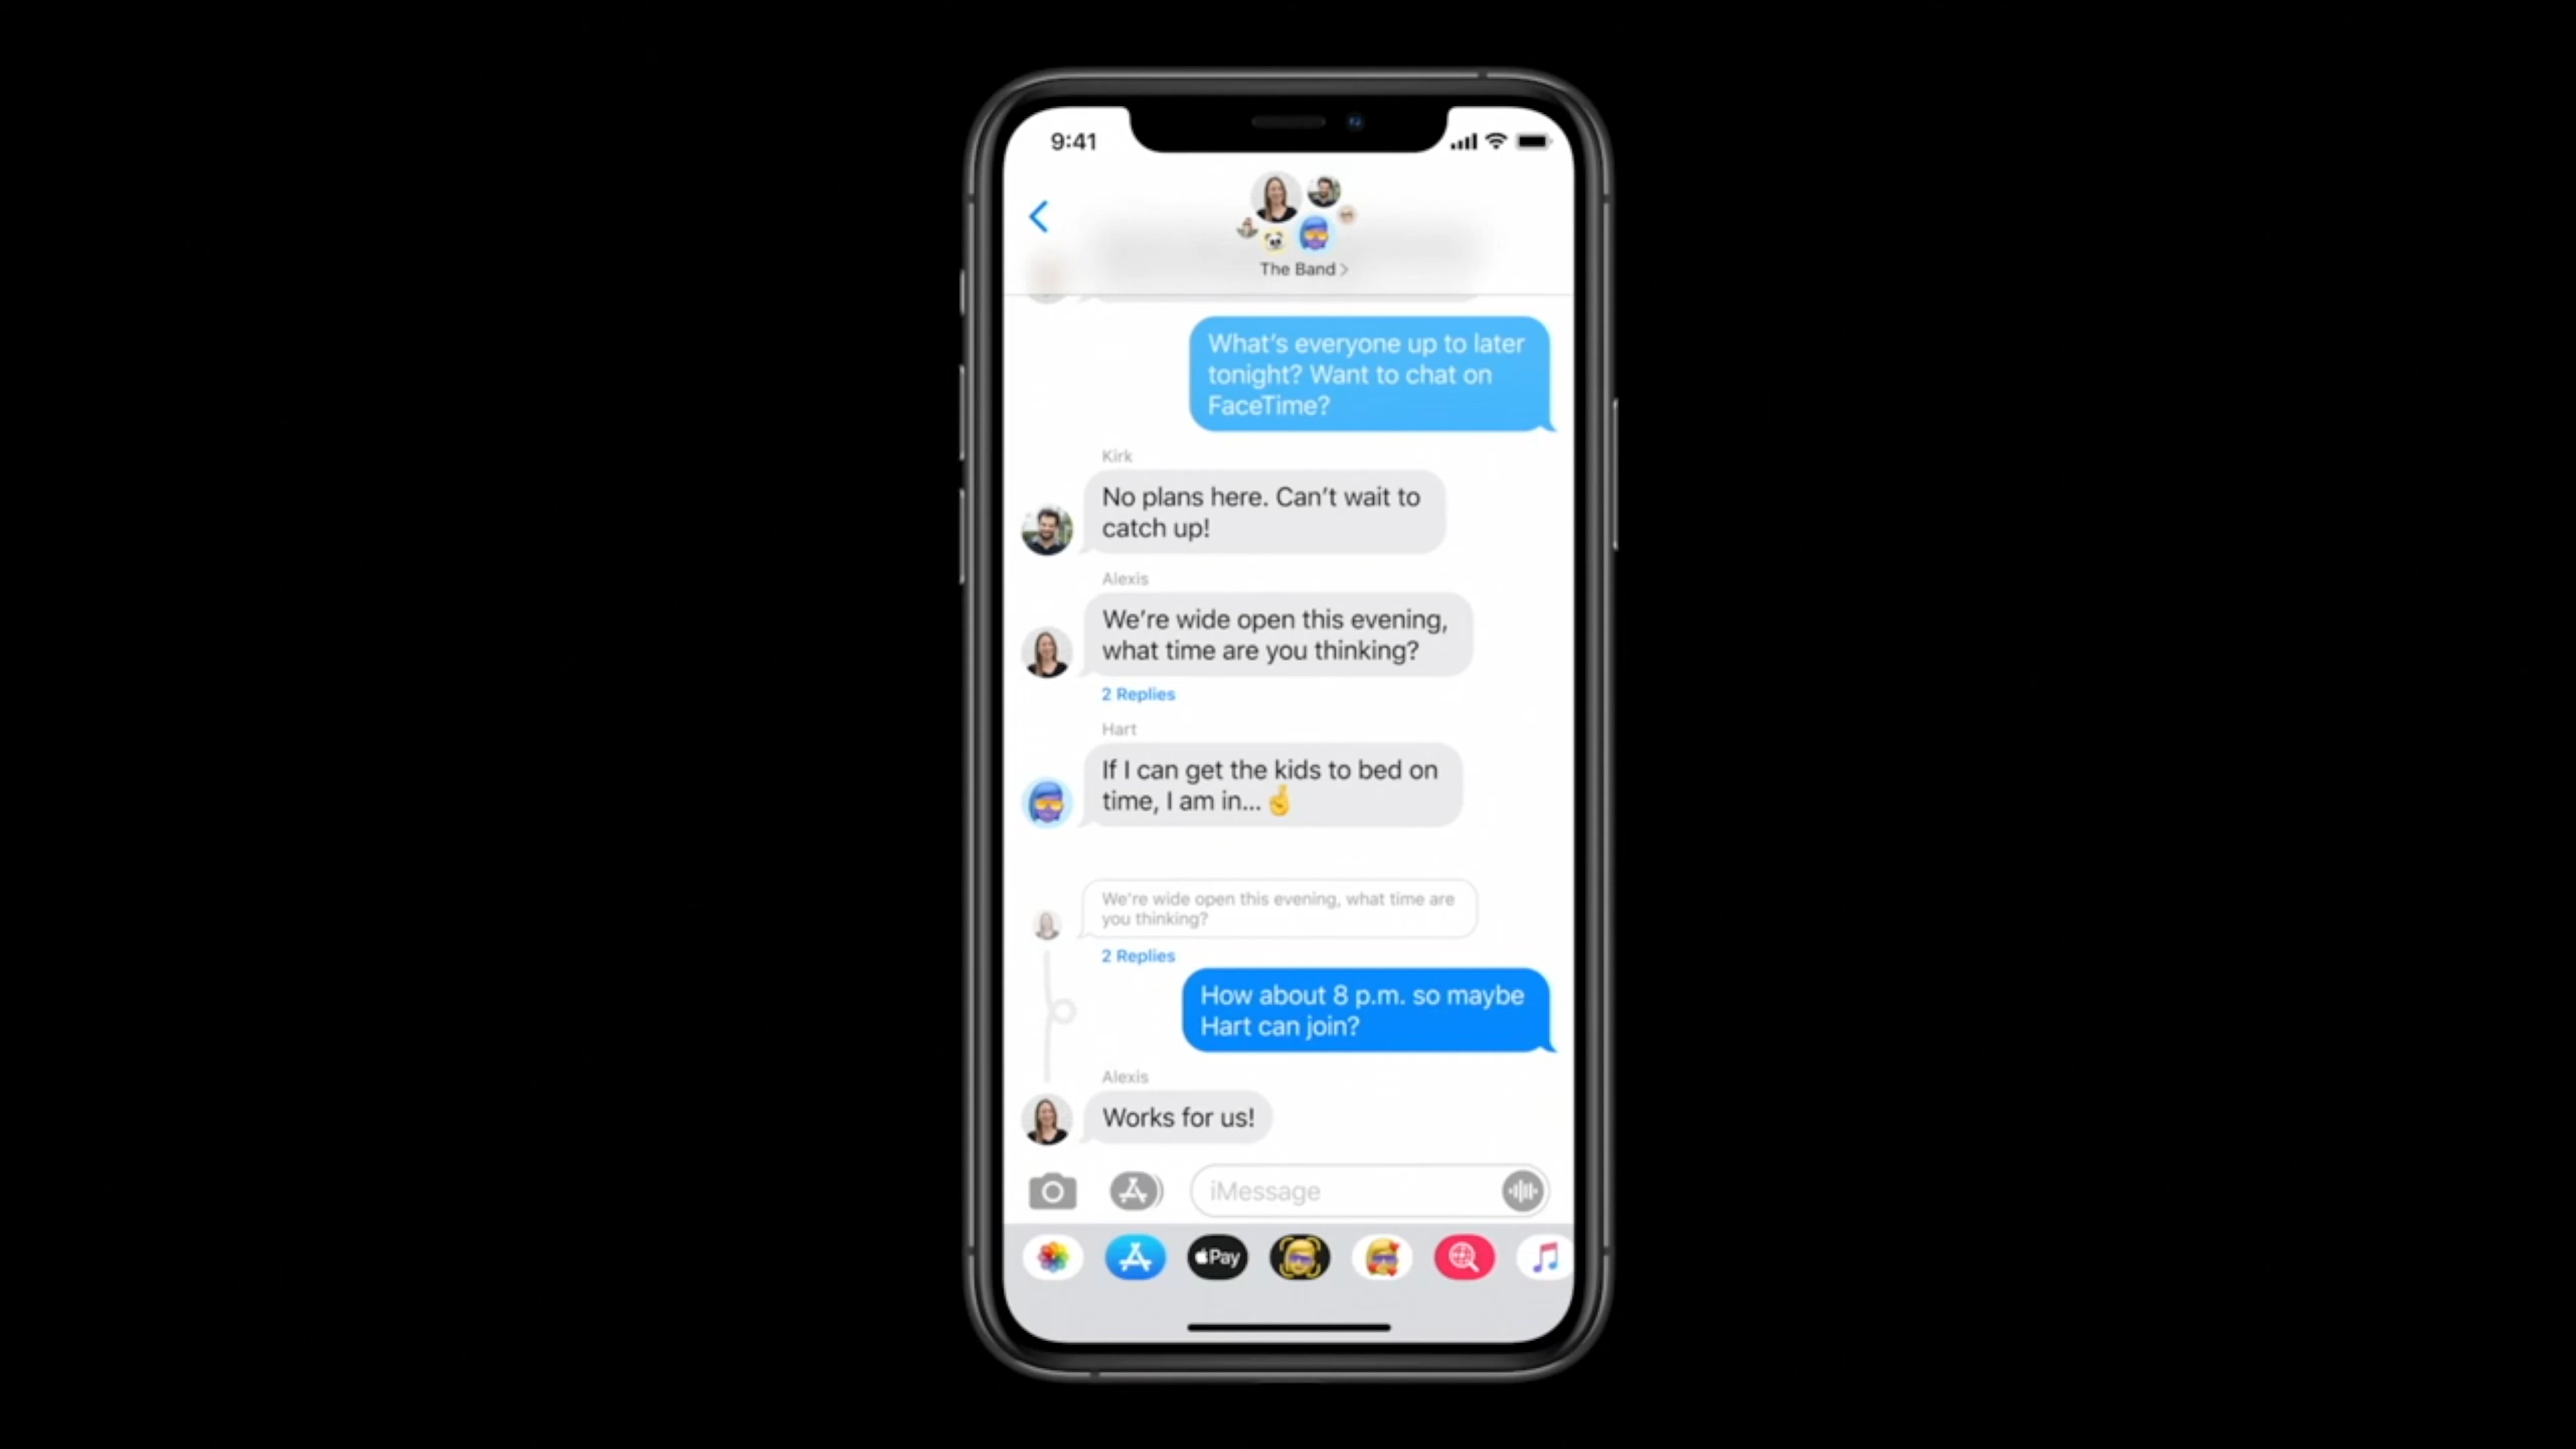 9:41
The Band >
What's everyone up to later
tonight? Want to chat on
FaceTime?
Kirk
No plans here. Can't wait to
catch up!
Alexis
We're wide open this evening,
what time are you thinking?
2 Replies
Hart
If I can get the kids to bed on
time, I am in...🤞
We're wide open this evening, what time are
you thinking?
2 Replies
How about 8 p.m. so maybe
Hart can join?
Alexis
Works for us!
iMessage
Pay